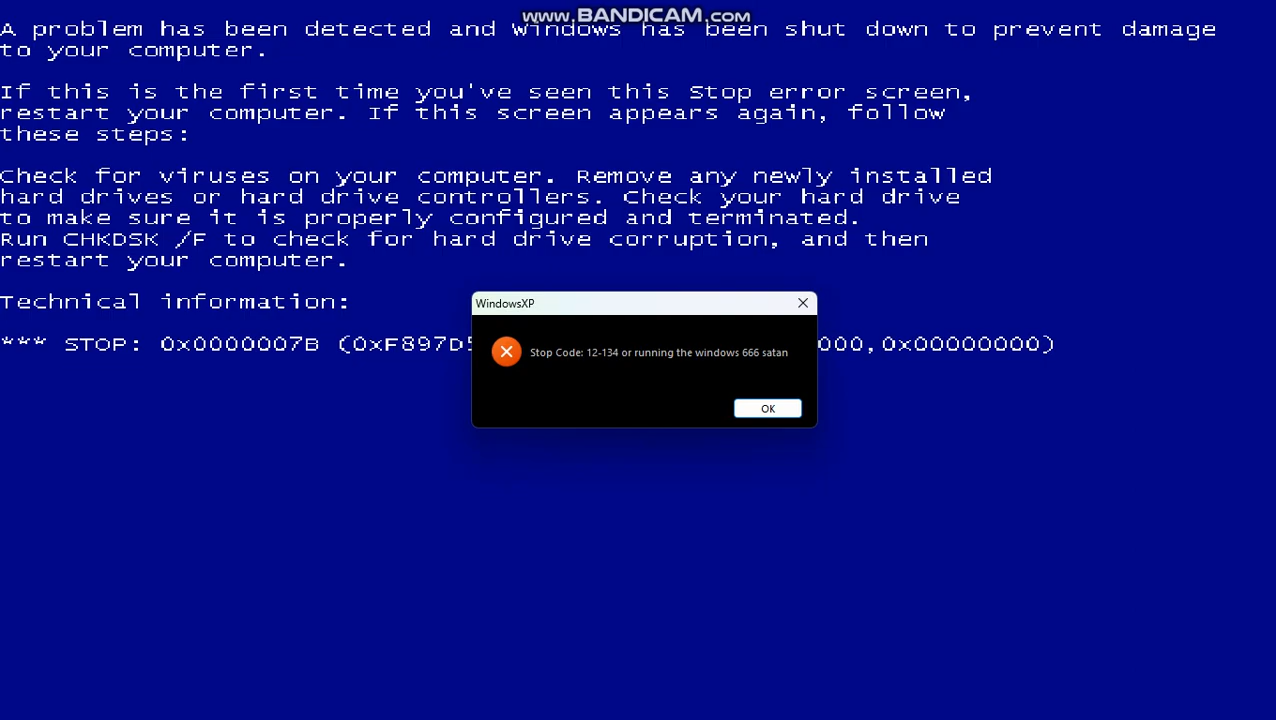 www.BANDICAM.com
A problem has been detected and Windows has been shut down to prevent damage
to your computer.
If this is the first time you've seen this Stop error screen,
restart your computer. If this screen appears again, follow
these steps:
Check for viruses on your computer. Remove any newly installed
hard drives or hard drive controllers. Check your hard drive
to make sure it is properly configured and terminated.
Run CHKDSK /F to check for hard drive corruption, and then
restart your computer.
Technical information:
*** STOP: 0x0000007B (0xF897D5 000,0x00000000)
WindowsXP
Stop Code: 12-134 or running the windows 666 satan
OK